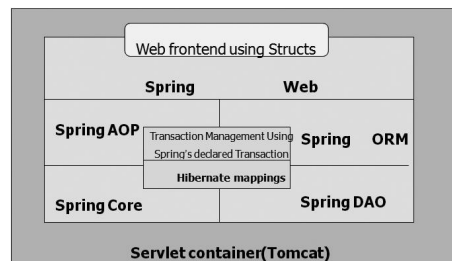 Web frontend using Structs
Spring Web
Spring AOP
Transaction Management Using
Spring's declared Transaction
Spring ORM
Hibernate mappings
Spring Core
Spring DAO
Servlet container(Tomcat)